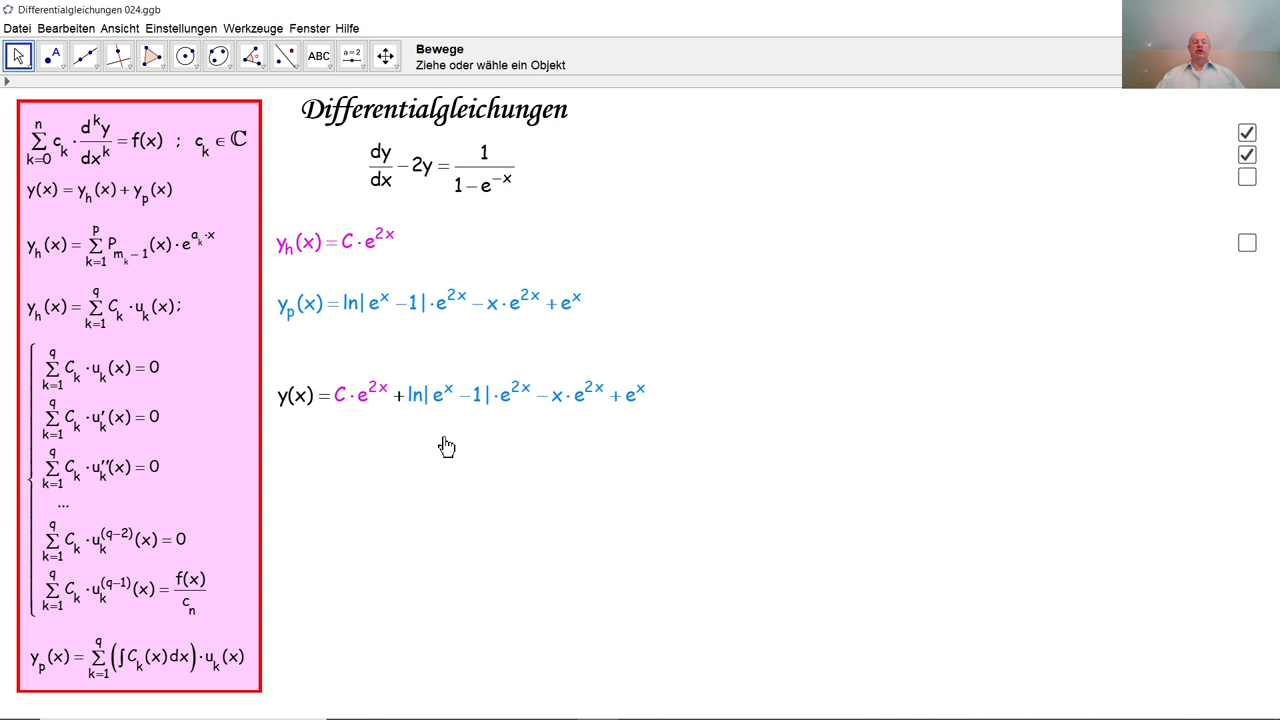 Differentialgleichungen 024.ggb
Datei Bearbeiten Ansicht Einstellungen Werkzeuge Fenster Hilfe
A ABC a=2 Bewege
Ziehe oder wähle ein Objekt
Differentialgleichungen
∑_{k=0}^{n} c_k · d^k y/dx^k = f(x) ; c_k ∈ ℂ
dy/dx − 2y = 1/(1 − e^{−x})
y(x) = y_h(x) + y_p(x)
y_h(x) = ∑_{k=1}^{p} P_{m_k−1}(x) · e^{a_k·x}
y_h(x) = C · e^{2x}
y_h(x) = ∑_{k=1}^{q} C_k · u_k(x);
y_p(x) = ln| e^x − 1 | · e^{2x} − x · e^{2x} + e^x
∑_{k=1}^{q} C_k · u_k(x) = 0
y(x) = C · e^{2x} + ln| e^x − 1 | · e^{2x} − x · e^{2x} + e^x
∑_{k=1}^{q} C_k · u_k'(x) = 0
∑_{k=1}^{q} C_k · u_k''(x) = 0
...
∑_{k=1}^{q} C_k · u_k^{(q−2)}(x) = 0
∑_{k=1}^{q} C_k · u_k^{(q−1)}(x) = f(x)/c_n
y_p(x) = ∑_{k=1}^{q} (∫C_k(x)dx) · u_k(x)